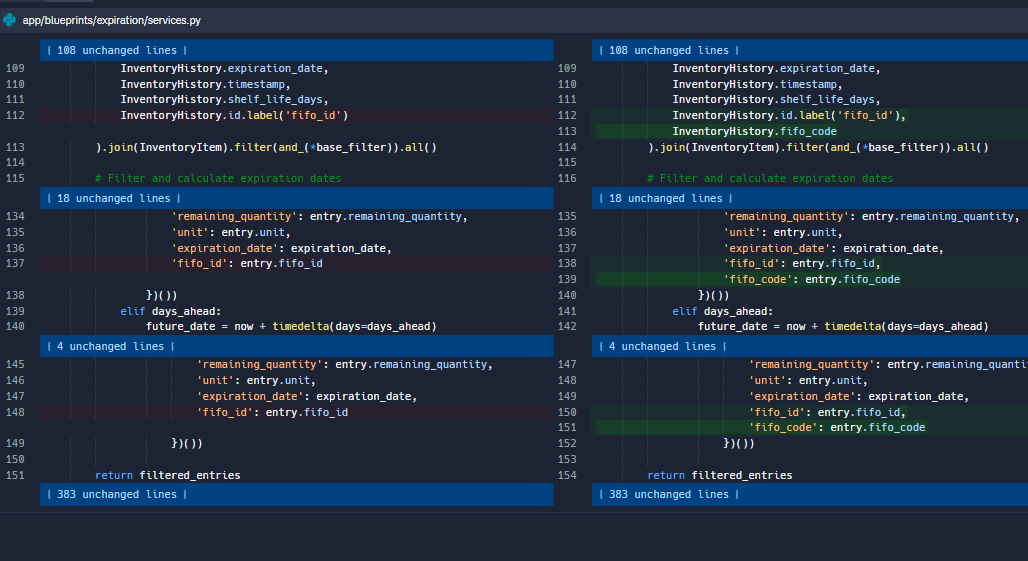 app/blueprints/expiration/services.py
108 unchanged lines
109 InventoryHistory.expiration_date,
110 InventoryHistory.timestamp,
111 InventoryHistory.shelf_life_days,
112 InventoryHistory.id.label('fifo_id')
113 ).join(InventoryItem).filter(and_(*base_filter)).all()
114
115 # Filter and calculate expiration dates
18 unchanged lines
134 'remaining_quantity': entry.remaining_quantity,
135 'unit': entry.unit,
136 'expiration_date': expiration_date,
137 'fifo_id': entry.fifo_id
138 })())
139 elif days_ahead:
140 future_date = now + timedelta(days=days_ahead)
4 unchanged lines
145 'remaining_quantity': entry.remaining_quantity,
146 'unit': entry.unit,
147 'expiration_date': expiration_date,
148 'fifo_id': entry.fifo_id
149 })())
150
151 return filtered_entries
383 unchanged lines
108 unchanged lines
109 InventoryHistory.expiration_date,
110 InventoryHistory.timestamp,
111 InventoryHistory.shelf_life_days,
112 InventoryHistory.id.label('fifo_id'),
113 InventoryHistory.fifo_code
114 ).join(InventoryItem).filter(and_(*base_filter)).all()
115
116 # Filter and calculate expiration dates
18 unchanged lines
135 'remaining_quantity': entry.remaining_quantity,
136 'unit': entry.unit,
137 'expiration_date': expiration_date,
138 'fifo_id': entry.fifo_id,
139 'fifo_code': entry.fifo_code
140 })())
141 elif days_ahead:
142 future_date = now + timedelta(days=days_ahead)
4 unchanged lines
147 'remaining_quantity': entry.remaining_quanti
148 'unit': entry.unit,
149 'expiration_date': expiration_date,
150 'fifo_id': entry.fifo_id,
151 'fifo_code': entry.fifo_code
152 })())
153
154 return filtered_entries
383 unchanged lines